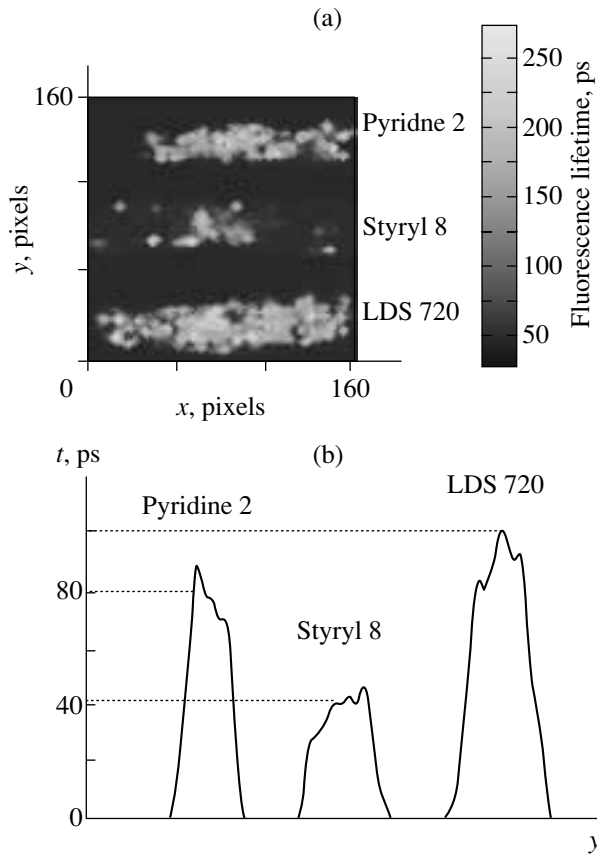 (a)
160
Pyridne 2
Styryl 8
LDS 720
y, pixels
0
x, pixels
160
250
200
150
100
50
Fluorescence lifetime, ps
(b)
t, ps
Pyridine 2
LDS 720
Styryl 8
80
40
0
y